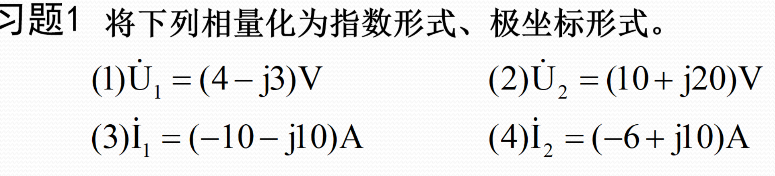 习题1 将下列相量化为指数形式、极坐标形式。
(1)U̇₁ = (4 − j3)V (2)U̇₂ = (10 + j20)V
(3)İ₁ = (−10 − j10)A (4)İ₂ = (−6 + j10)A